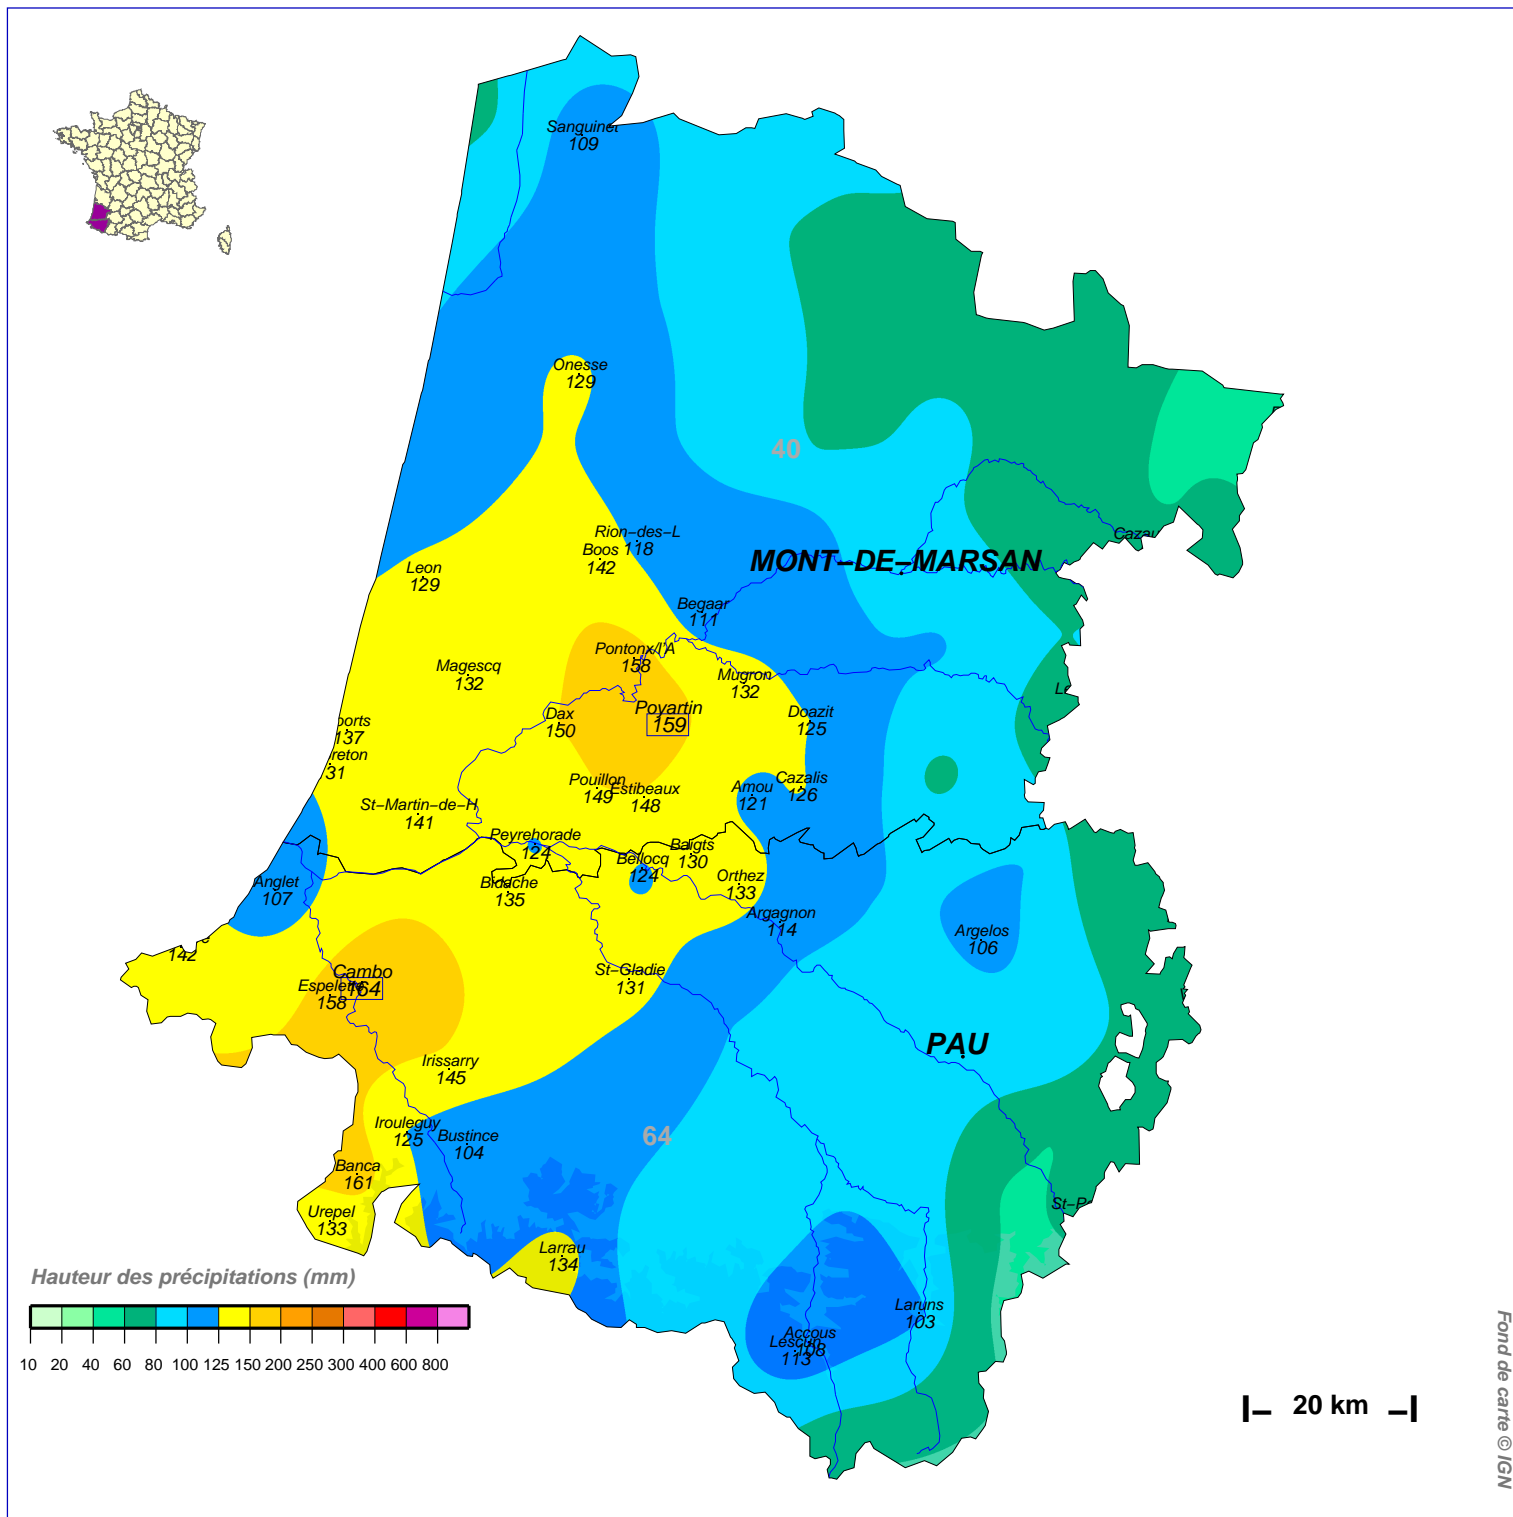 Sanguinet
109
Onesse
129
40
Rion-des-L
118
Boos
142
MONT-DE-MARSAN
Leon
129
Begaar
111
Pontonx/l'A
158
Magescq
132
Mugron
132
Poyartin
159
Dax
150
Doazit
125
137
31
Pouillon
149
Estibeaux
148
Amou
121
Cazalis
126
St-Martin-de-H
141
Peyrehorade
124
Baligts
130
Bellocq
124
Orthez
133
Anglet
107
Bidache
135
Argagnon
114
Argelos
106
142
Cambo
164
Espelette
158
St-Gladie
131
PAU
Irissarry
145
Irouleguy
125
Bustince
104
64
Banca
161
Urepel
133
Larrau
134
Laruns
103
Accous
108
Lescun
113
Hauteur des précipitations (mm)
10 20 40 60 80 100 125 150 200 250 300 400 600 800
20 km
Fond de carte © IGN